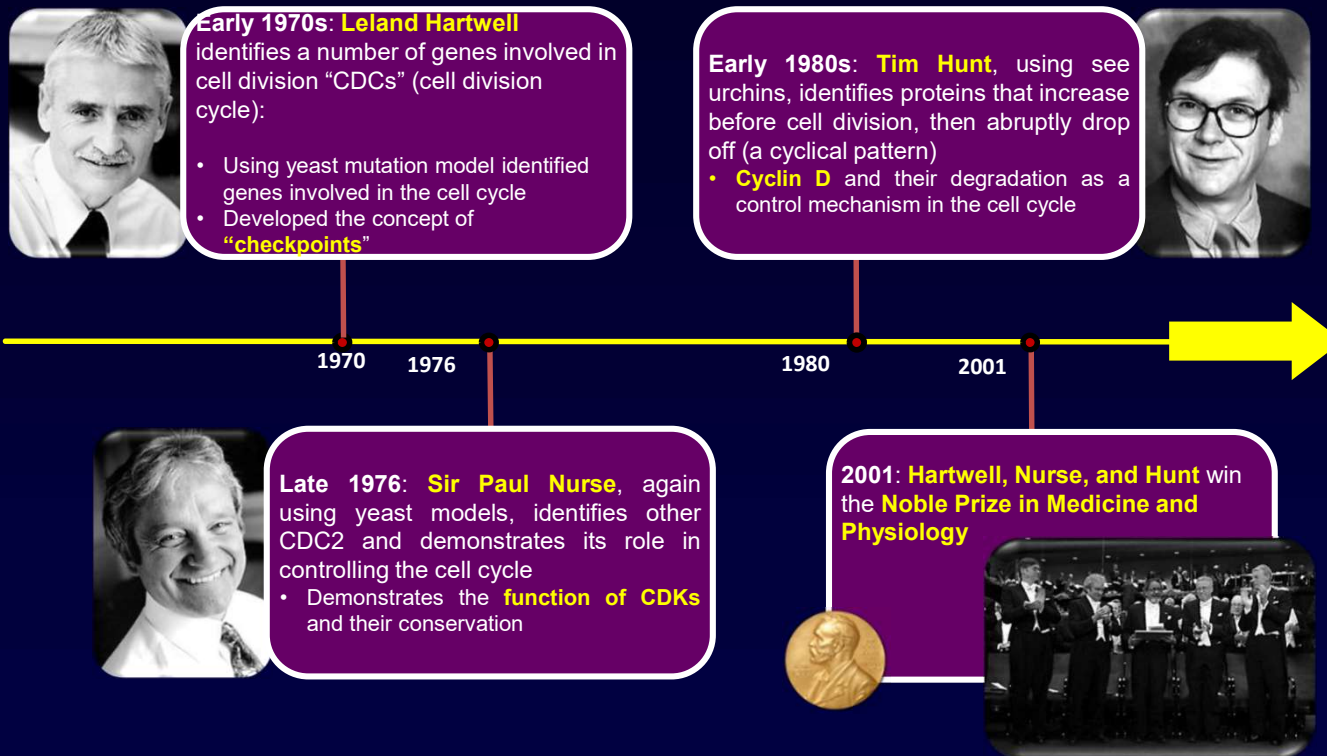 Early 1970s: Leland Hartwell
identifies a number of genes involved in
cell division “CDCs” (cell division
cycle):
• Using yeast mutation model identified
genes involved in the cell cycle
• Developed the concept of
“checkpoints”
Early 1980s: Tim Hunt, using see
urchins, identifies proteins that increase
before cell division, then abruptly drop
off (a cyclical pattern)
• Cyclin D and their degradation as a
control mechanism in the cell cycle
1970
1976
1980
2001
Late 1976: Sir Paul Nurse, again
using yeast models, identifies other
CDC2 and demonstrates its role in
controlling the cell cycle
• Demonstrates the function of CDKs
and their conservation
2001: Hartwell, Nurse, and Hunt win
the Noble Prize in Medicine and
Physiology